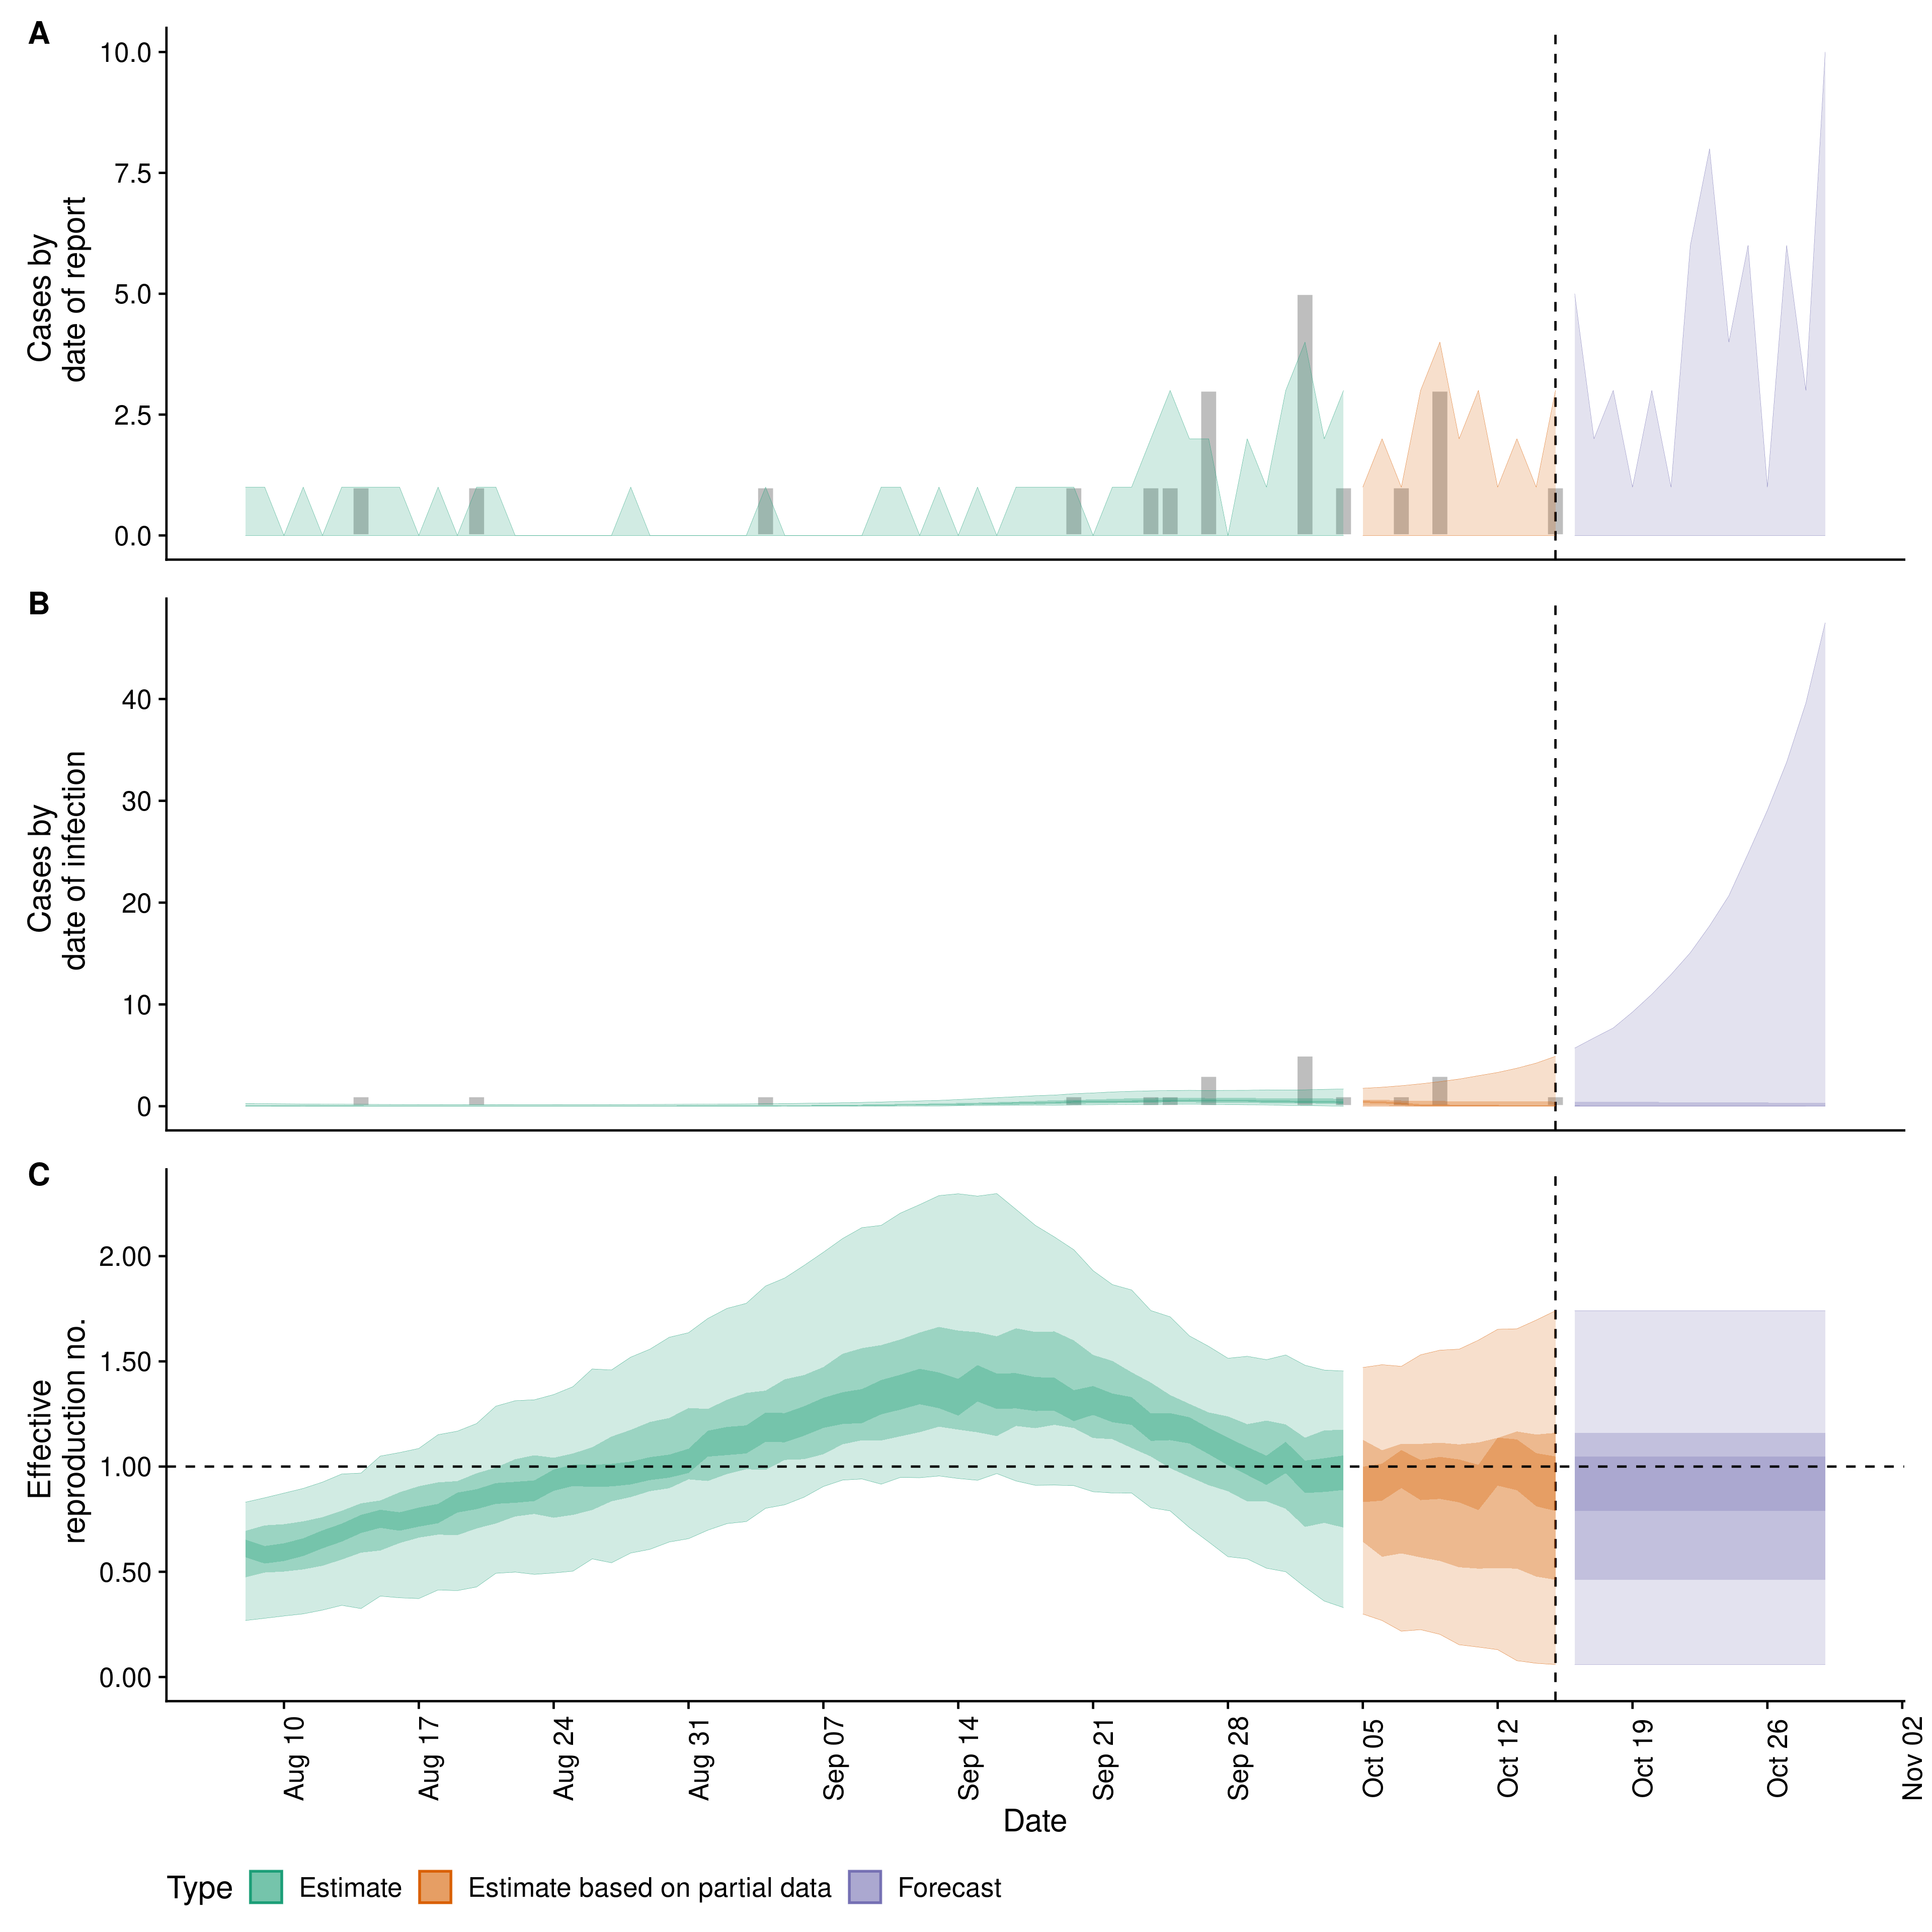 A
Cases by
date of report
10.0
7.5
5.0
2.5
0.0
B
Cases by
date of infection
40
30
20
10
0
C
Effective
reproduction no.
2.00
1.50
1.00
0.50
0.00
Aug 10
Aug 17
Aug 24
Aug 31
Sep 07
Sep 14
Sep 21
Sep 28
Oct 05
Oct 12
Oct 19
Oct 26
Nov 02
Date
Type Estimate Estimate based on partial data Forecast